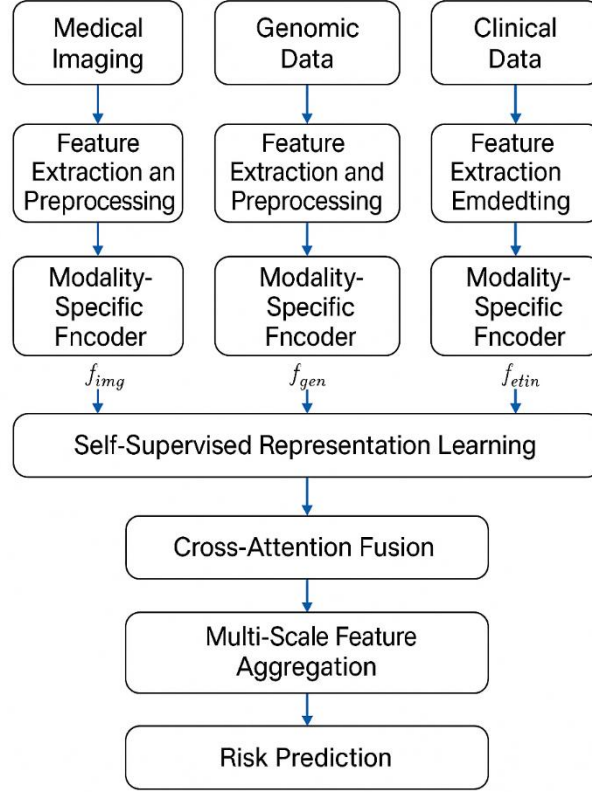 Medical
Imaging
Genomic
Data
Clinical
Data
Feature
Extraction an
Preprocessing
Feature
Extraction and
Preprocessing
Feature
Extraction
Emdedting
Modality-
Specific
Fncoder
Modality-
Specific
Fncoder
Modality-
Specific
Fncoder
f_img
f_gen
f_etin
Self-Supervised Representation Learning
Cross-Attention Fusion
Multi-Scale Feature
Aggregation
Risk Prediction